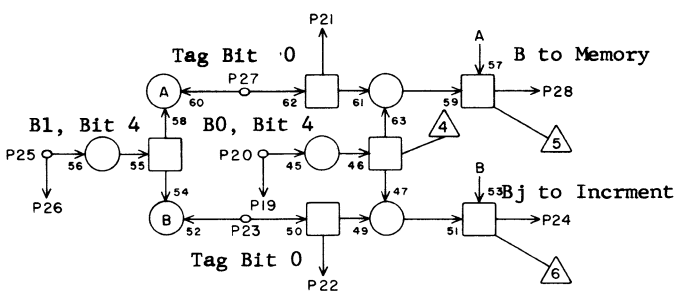 P21
Tag Bit 0
A
B to Memory
P27
57
A
60
62
61
59
P28
58
63
4
B1, Bit 4
B0, Bit 4
5
P25
56
55
P20
45
46
54
47
B
P26
P19
53
Bj to Incrment
B
52
P23
50
49
51
P24
Tag Bit 0
P22
6